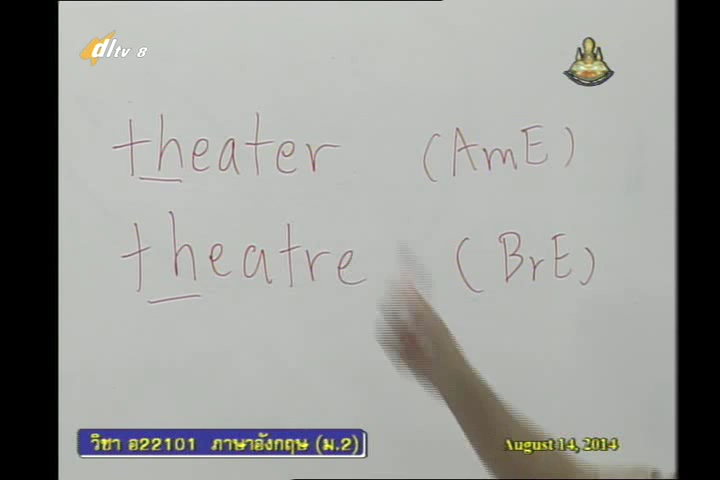 dltv 8
theater (AmE)
theatre (BrE)
วิชา อ22101 ภาษาอังกฤษ (ม.2)
August 14, 2014